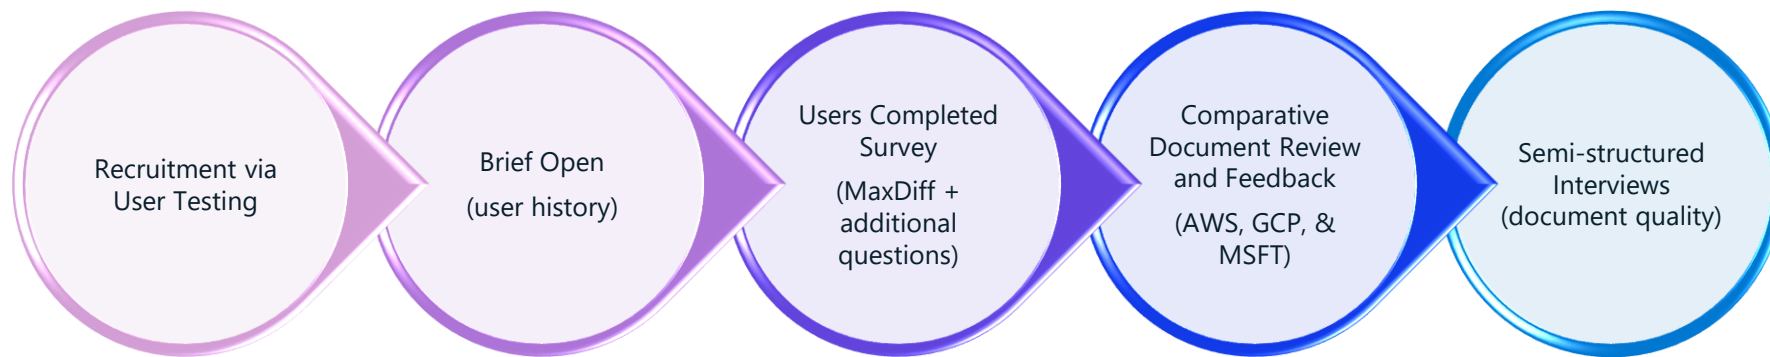 Recruitment via
User Testing
Brief Open
(user history)
Users Completed
Survey
(MaxDiff +
additional
questions)
Comparative
Document Review
and Feedback
(AWS, GCP, &
MSFT)
Semi-structured
Interviews
(document quality)